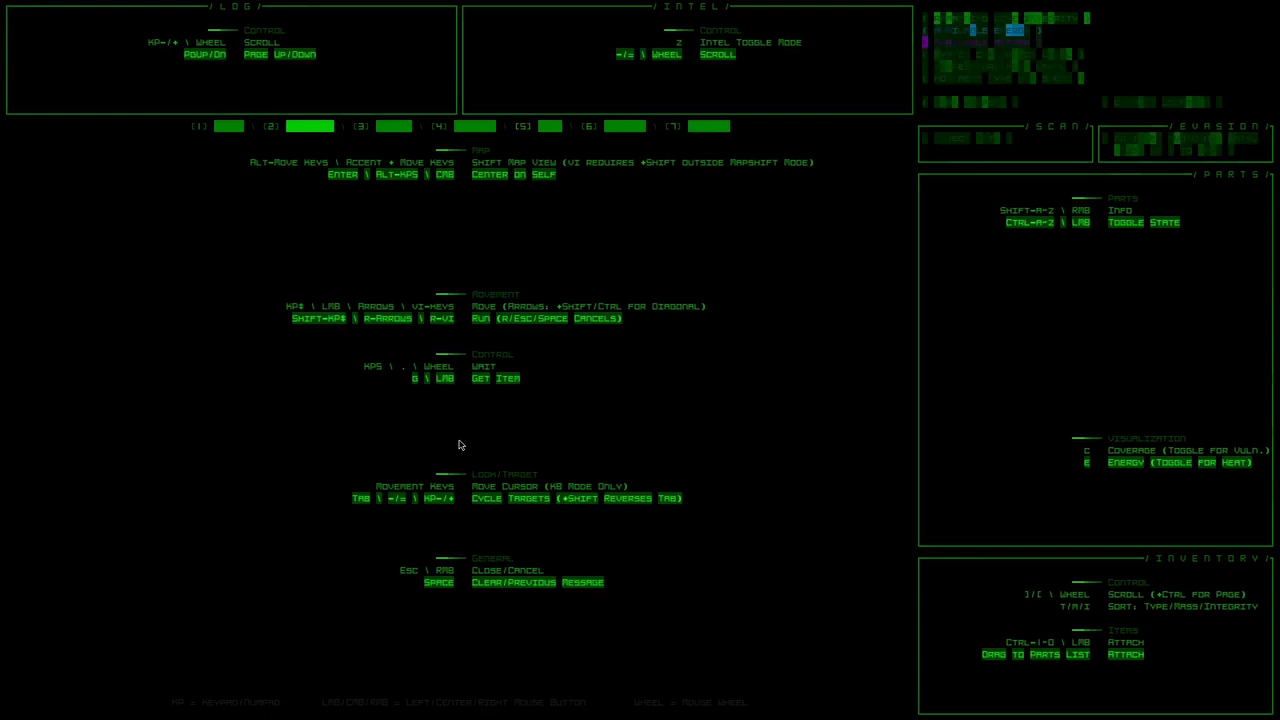 / LOG /
CONTROL
KP-/+ \ WHEEL SCROLL
PGUP/DN PAGE UP/DOWN
/ INTEL /
CONTROL
Z INTEL TOGGLE MODE
-/= \ WHEEL SCROLL
[1] \ [2] \ [3] \ [4] \ [5] \ [6] \ [7]
MAP
ALT-MOVE KEYS \ ACCENT + MOVE KEYS SHIFT MAP VIEW (VI REQUIRES +SHIFT OUTSIDE MAPSHIFT MODE)
ENTER \ ALT-KP5 \ CMB CENTER ON SELF
MOVEMENT
KP# \ LMB \ ARROWS \ VI-KEYS MOVE (ARROWS: +SHIFT/CTRL FOR DIAGONAL)
SHIFT-KP# \ R-ARROWS \ R-VI RUN (R/ESC/SPACE CANCELS)
CONTROL
KP5 \ . \ WHEEL WAIT
G \ LMB GET ITEM
LOOK/TARGET
MOVEMENT KEYS MOVE CURSOR (KB MODE ONLY)
TAB \ -/= \ KP-/+ CYCLE TARGETS (+SHIFT REVERSES TAB)
GENERAL
ESC \ RMB CLOSE/CANCEL
SPACE CLEAR/PREVIOUS MESSAGE
KP = KEYPAD/NUMPAD LMB/CMB/RMB = LEFT/CENTER/RIGHT MOUSE BUTTON WHEEL = MOUSE WHEEL
/ SCAN /
/ EVASION /
/ PARTS /
PARTS
SHIFT-A-Z \ RMB INFO
CTRL-A-Z \ LMB TOGGLE STATE
VISUALIZATION
C COVERAGE (TOGGLE FOR VULN.)
E ENERGY (TOGGLE FOR HEAT)
/ INVENTORY /
CONTROL
]/[ \ WHEEL SCROLL (+CTRL FOR PAGE)
T/M/I SORT: TYPE/MASS/INTEGRITY
ITEMS
CTRL-1-0 \ LMB ATTACH
DRAG TO PARTS LIST ATTACH